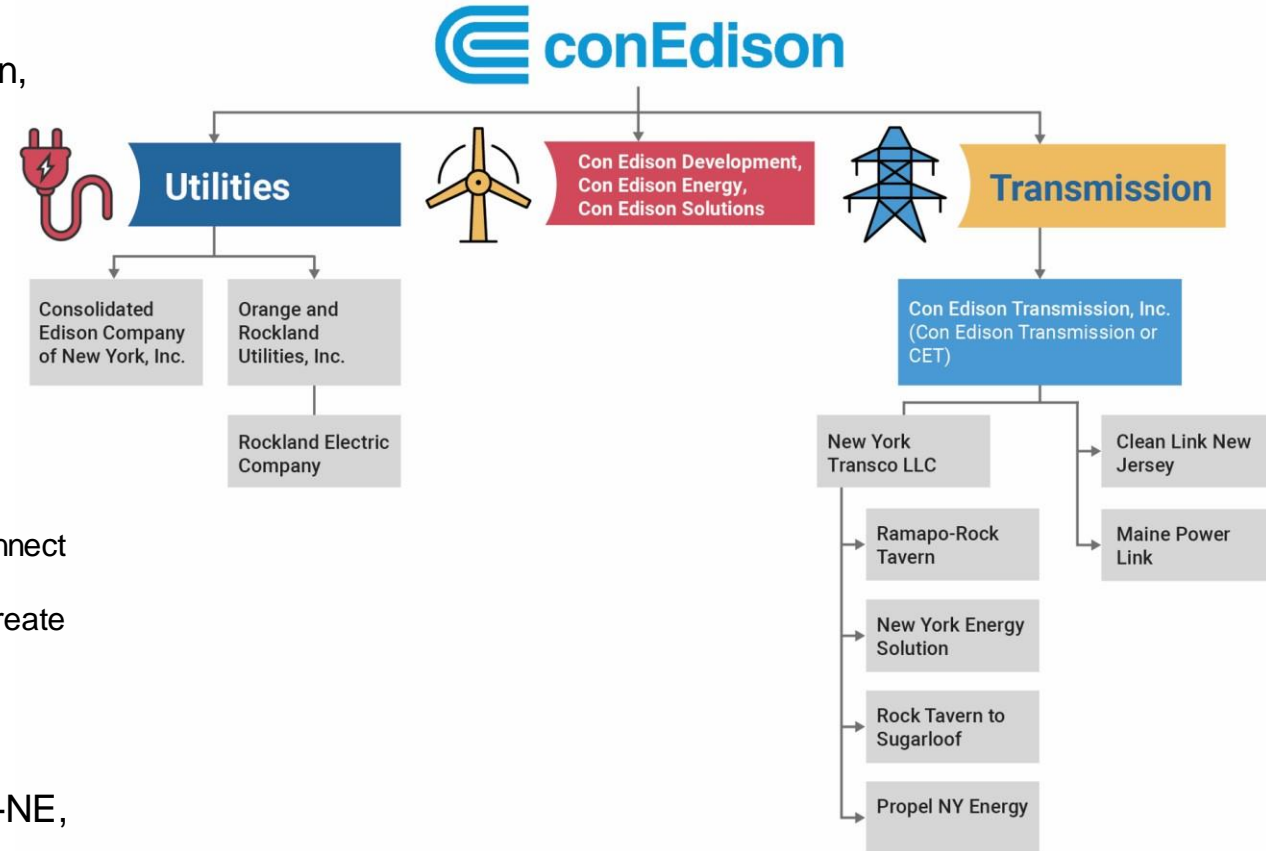 conEdison
n,
Utilities
Con Edison Development,
Con Edison Energy,
Con Edison Solutions
Transmission
Consolidated
Edison Company
of New York, Inc.
Orange and
Rockland
Utilities, Inc.
Rockland Electric
Company
Con Edison Transmission, Inc.
(Con Edison Transmission or
CET)
New York
Transco LLC
Clean Link New
Jersey
Maine Power
Link
Ramapo-Rock
Tavern
New York Energy
Solution
Rock Tavern to
Sugarloof
Propel NY Energy
nnect
reate
-NE,